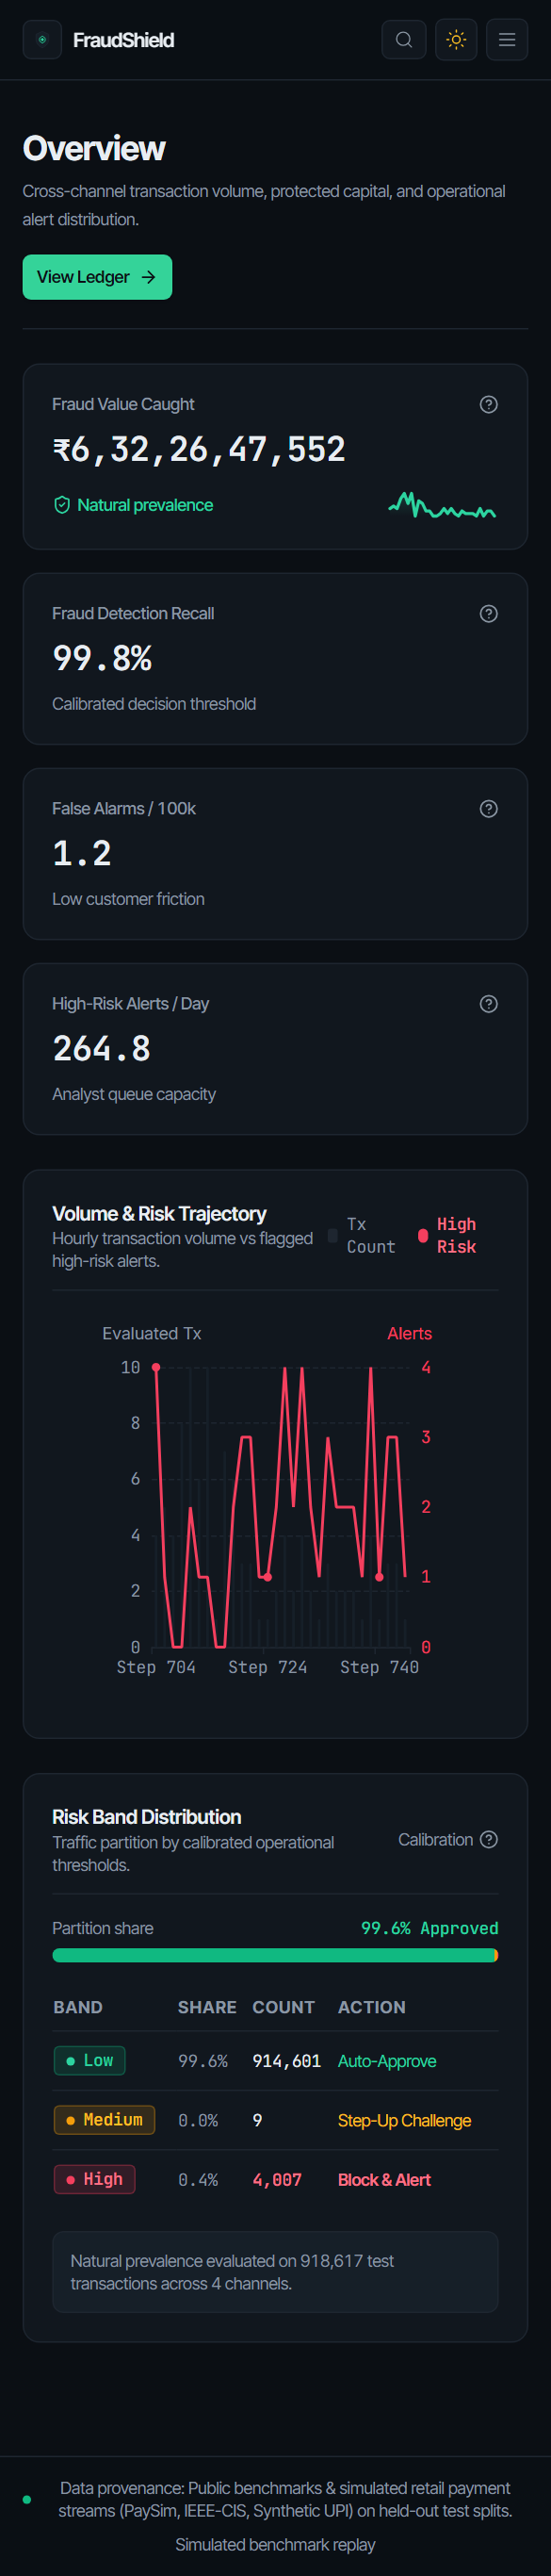 FraudShield
Overview
Cross-channel transaction volume, protected capital, and operational
alert distribution.
View Ledger →
Fraud Value Caught
₹6,32,26,47,552
Natural prevalence
Fraud Detection Recall
99.8%
Calibrated decision threshold
False Alarms / 100k
1.2
Low customer friction
High-Risk Alerts / Day
264.8
Analyst queue capacity
Volume & Risk Trajectory
Hourly transaction volume vs flagged
high-risk alerts.
Tx
Count
High
Risk
Evaluated Tx
Alerts
10
8
6
4
2
0
4
3
2
1
0
Step 704
Step 724
Step 740
Risk Band Distribution
Traffic partition by calibrated operational
thresholds.
Calibration ?
Partition share
99.6% Approved
BAND SHARE COUNT ACTION
Low 99.6% 914,601 Auto-Approve
Medium 0.0% 9 Step-Up Challenge
High 0.4% 4,007 Block & Alert
Natural prevalence evaluated on 918,617 test
transactions across 4 channels.
Data provenance: Public benchmarks & simulated retail payment
streams (PaySim, IEEE-CIS, Synthetic UPI) on held-out test splits.
Simulated benchmark replay